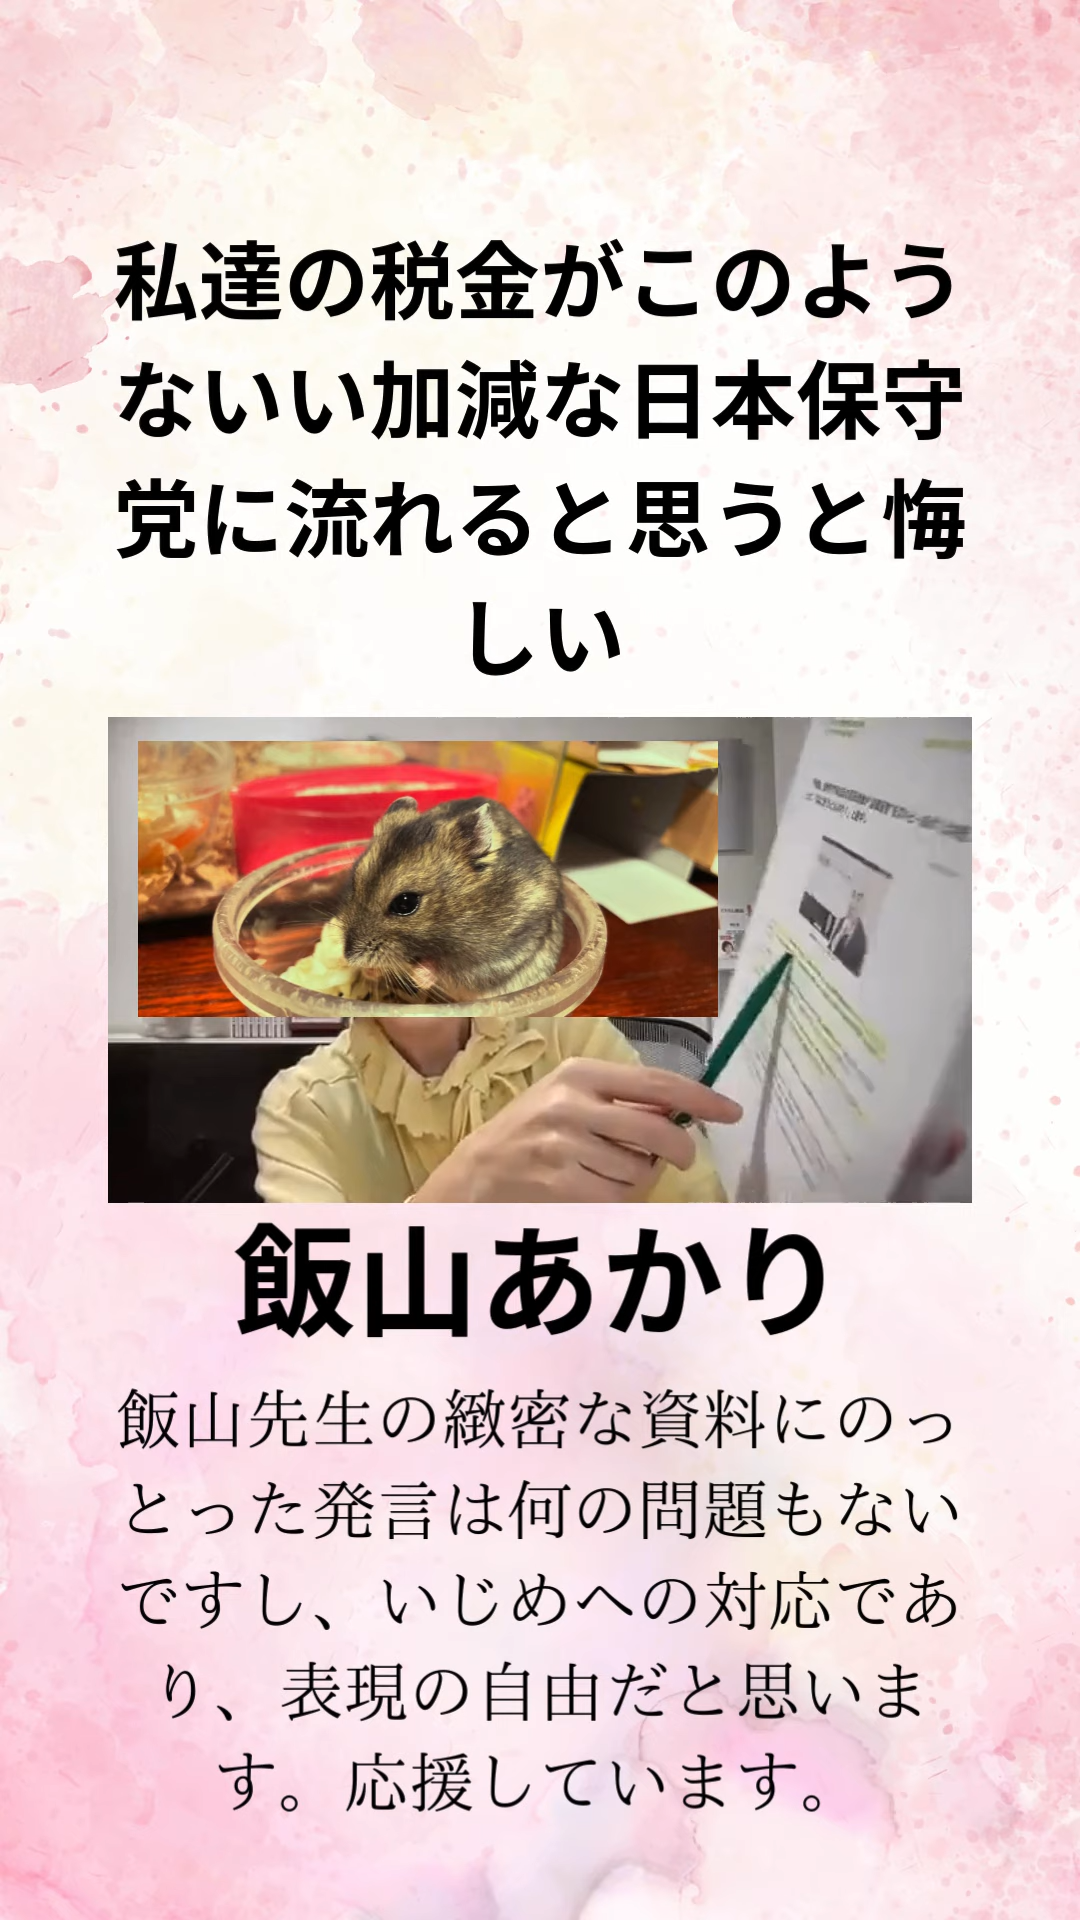 私達の税金がこのよう
ないい加減な日本保守
党に流れると思うと悔
しい
飯山あかり
飯山先生の緻密な資料にのっ
とった発言は何の問題もない
ですし、いじめへの対応であ
り、表現の自由だと思いま
す。応援しています。